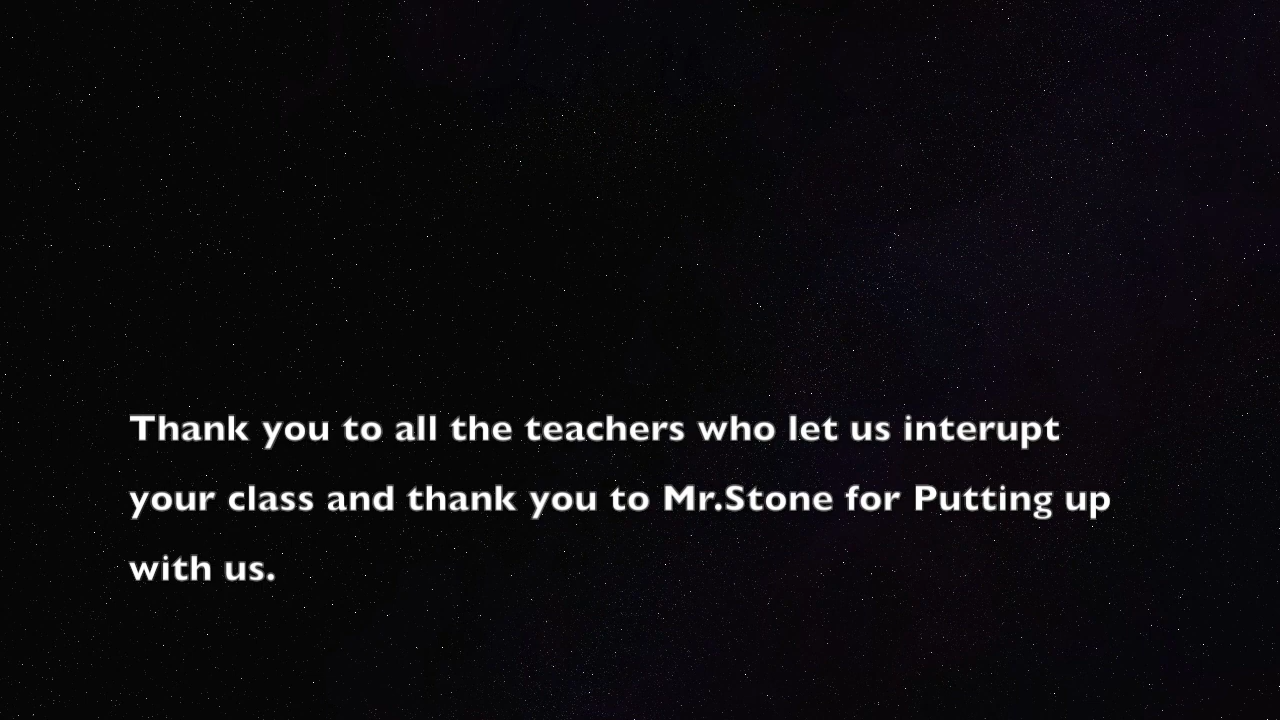 Thank you to all the teachers who let us interupt
your class and thank you to Mr.Stone for Putting up
with us.